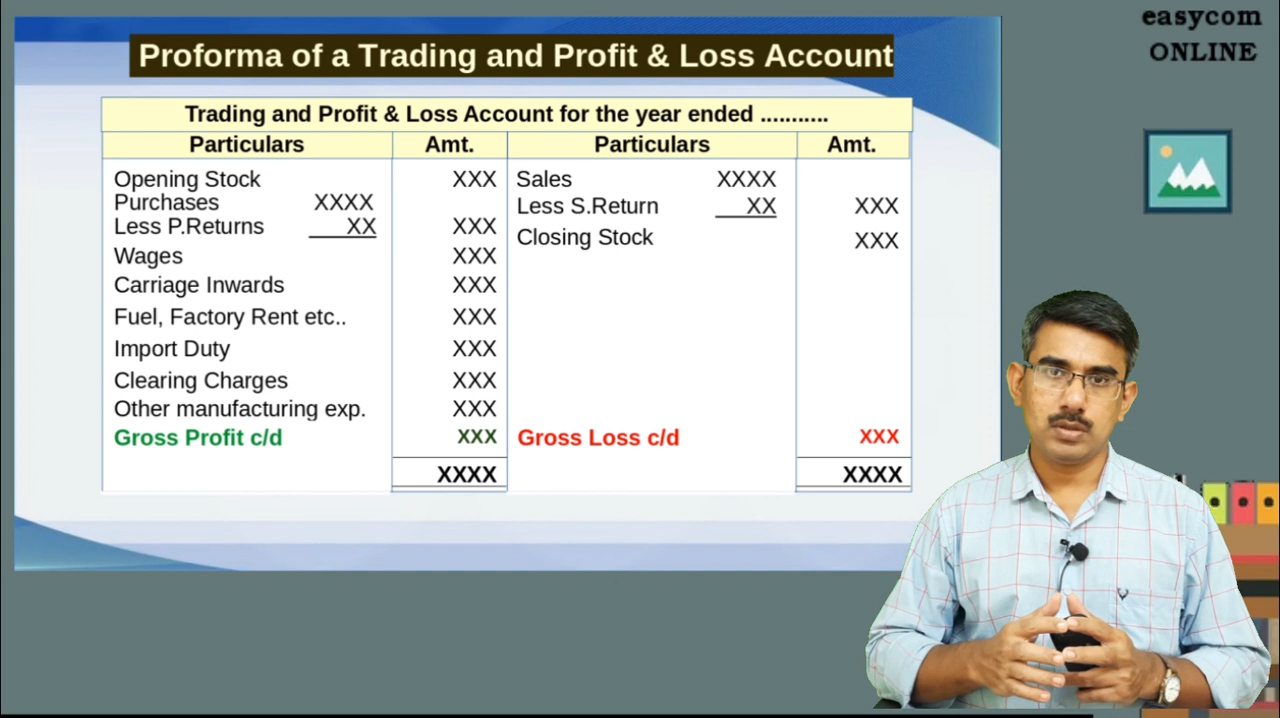 easycom
ONLINE
Proforma of a Trading and Profit & Loss Account
Trading and Profit & Loss Account for the year ended ...........
Particulars Amt. Particulars Amt.
Opening Stock XXX Sales XXXX
Purchases XXXX Less S.Return XX XXX
Less P.Returns XX XXX Closing Stock XXX
Wages XXX
Carriage Inwards XXX
Fuel, Factory Rent etc.. XXX
Import Duty XXX
Clearing Charges XXX
Other manufacturing exp. XXX
Gross Profit c/d XXX Gross Loss c/d XXX
XXXX XXXX